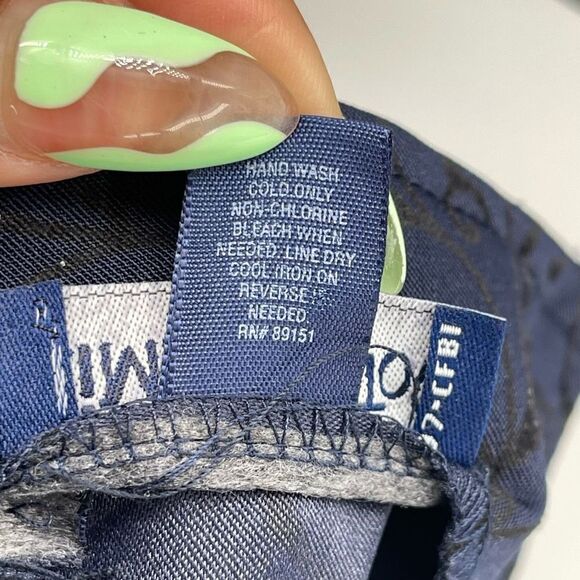 HAND WASH
COLD ONLY
NON-CHLORINE
BLEACH WHEN
NEEDED. LINE DRY
COOL IRON ON
REVERSE IF
NEEDED
RN# 89151